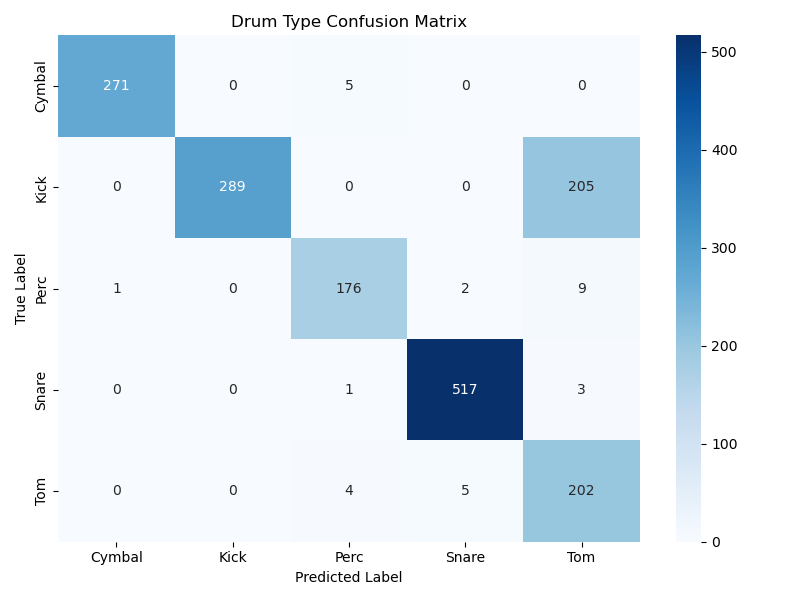 Drum Type Confusion Matrix
Cymbal 271 0 5 0 0
Kick 0 289 0 0 205
Perc 1 0 176 2 9
Snare 0 0 1 517 3
Tom 0 0 4 5 202
Cymbal Kick Perc Snare Tom
Predicted Label
True Label
500
400
300
200
100
0